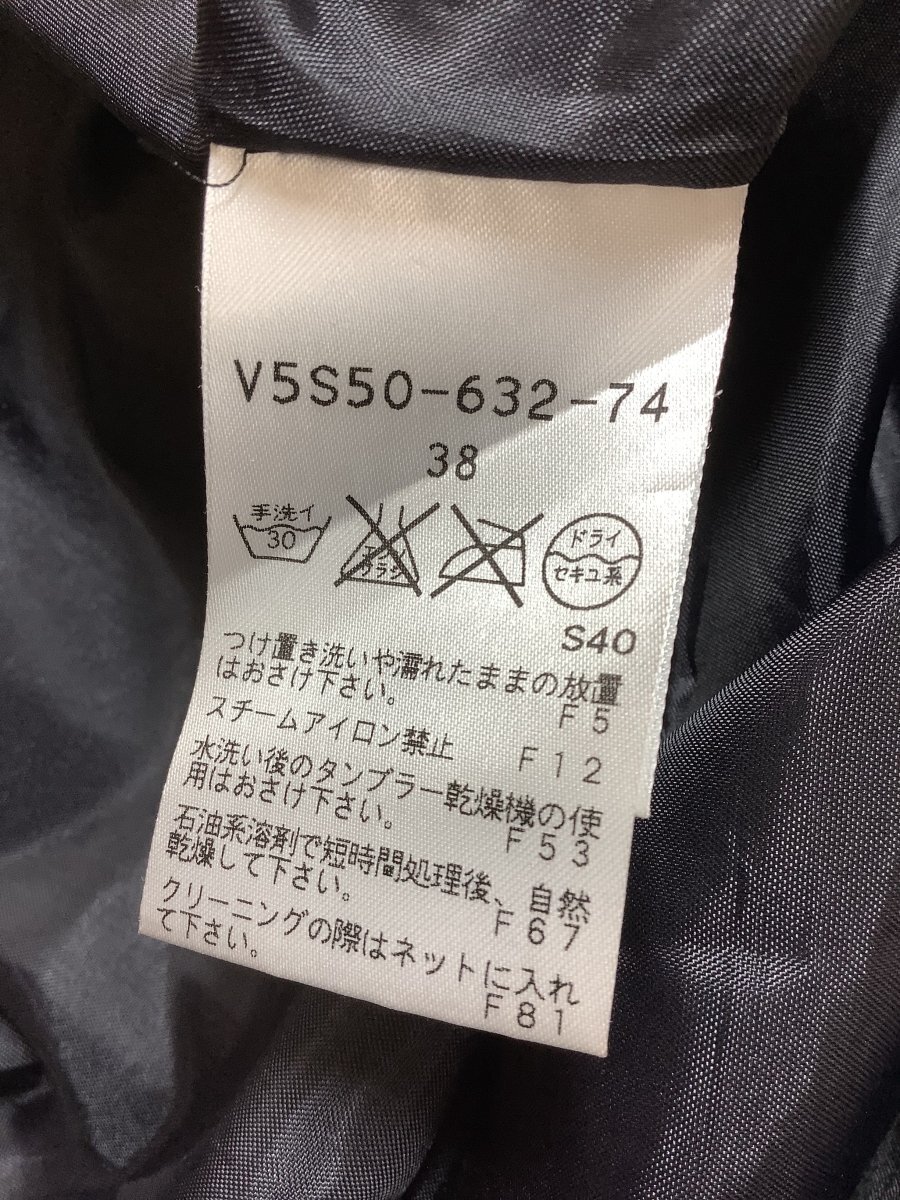 V5S50-632-74
38
手洗イ
30
エンソ
サラシ
ドライ
セキユ系
S40
つけ置き洗いや濡れたままの放置
はおさけ下さい。
F5
スチームアイロン禁止
F12
水洗い後のタンブラー乾燥機の使
用はおさけ下さい。
F53
石油系溶剤で短時間処理後、自然
乾燥して下さい。
F67
クリーニングの際はネットに入れ
て下さい。
F81